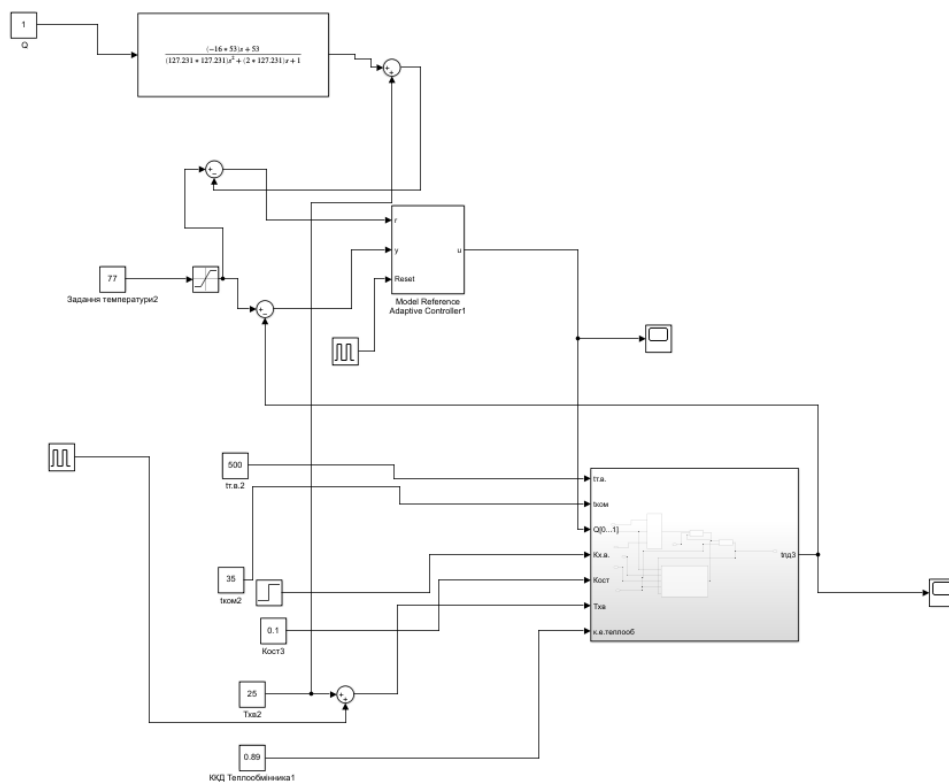 1
Q
(−16 * 53)s + 53
(127.231 * 127.231)s² + (2 * 127.231)s + 1
+
+
+
−
r
y
u
Reset
Model Reference
Adaptive Controller1
77
Задання температури2
+
−
500
tт.в.2
tт.в.
tком
Q[0...1]
Кх.в.
Кост
Тхв
к.е.теплооб
tпд3
35
tком2
0.1
Кост3
25
Тхв2
+
+
0.89
ККД Теплообмінника1